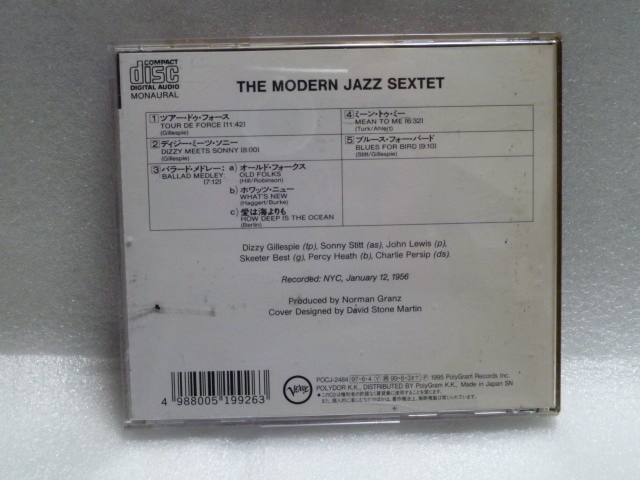 COMPACT
disc
DIGITAL AUDIO
MONAURAL
THE MODERN JAZZ SEXTET
1 ツアー・ドゥ・フォース
TOUR DE FORCE [11:42]
(Gillespie)
2 ディジー・ミーツ・ソニー
DIZZY MEETS SONNY [8:00]
(Gillespie)
3 バラード・メドレー： a) オールド・フォークス
BALLAD MEDLEY: OLD FOLKS
[7:12] (Hill/Robinson)
b) ホワッツ・ニュー
WHAT'S NEW
(Haggert/Burke)
c) 愛は海よりも
HOW DEEP IS THE OCEAN
(Berlin)
4 ミーン・トゥ・ミー
MEAN TO ME [6:32]
(Turk/Ahlert)
5 ブルース・フォー・バード
BLUES FOR BIRD [9:10]
(Stitt/Gillespie)
Dizzy Gillespie (tp), Sonny Stitt (as), John Lewis (p),
Skeeter Best (g), Percy Heath (b), Charlie Persip (ds).
Recorded: NYC, January 12, 1956
Produced by Norman Granz
Cover Designed by David Stone Martin
4 988005 199263
Verve
POCJ-2484 (97・6・4) Ⓟ 1995 PolyGram Records Inc.
POLYDOR K.K., DISTRIBUTED BY PolyGram K.K., Made in Japan SN